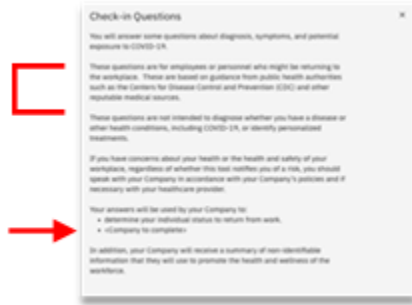 Check-in Questions
You will answer some questions about diagnosis, symptoms, and potential
exposure to COVID-19.
These questions are for employees or personnel who might be returning to
the workplace. These are based on guidance from public health authorities
such as the Centers for Disease Control and Prevention (CDC) and other
reputable medical sources.
These questions are not intended to diagnose whether you have a disease or
other health conditions, including COVID-19, or identify personalized
treatments.
If you have concerns about your health or the health and safety of your
workplace, regardless of whether this test notifies you of a risk, you should
speak with your Company in accordance with your Company's policies and if
necessary with your healthcare provider.
Your answers will be used by your Company to:
• determine your individual status to return from work.
• <Company to complete>
In addition, your Company will receive a summary of non-identifiable
information that they will use to promote the health and wellness of the
workforce.